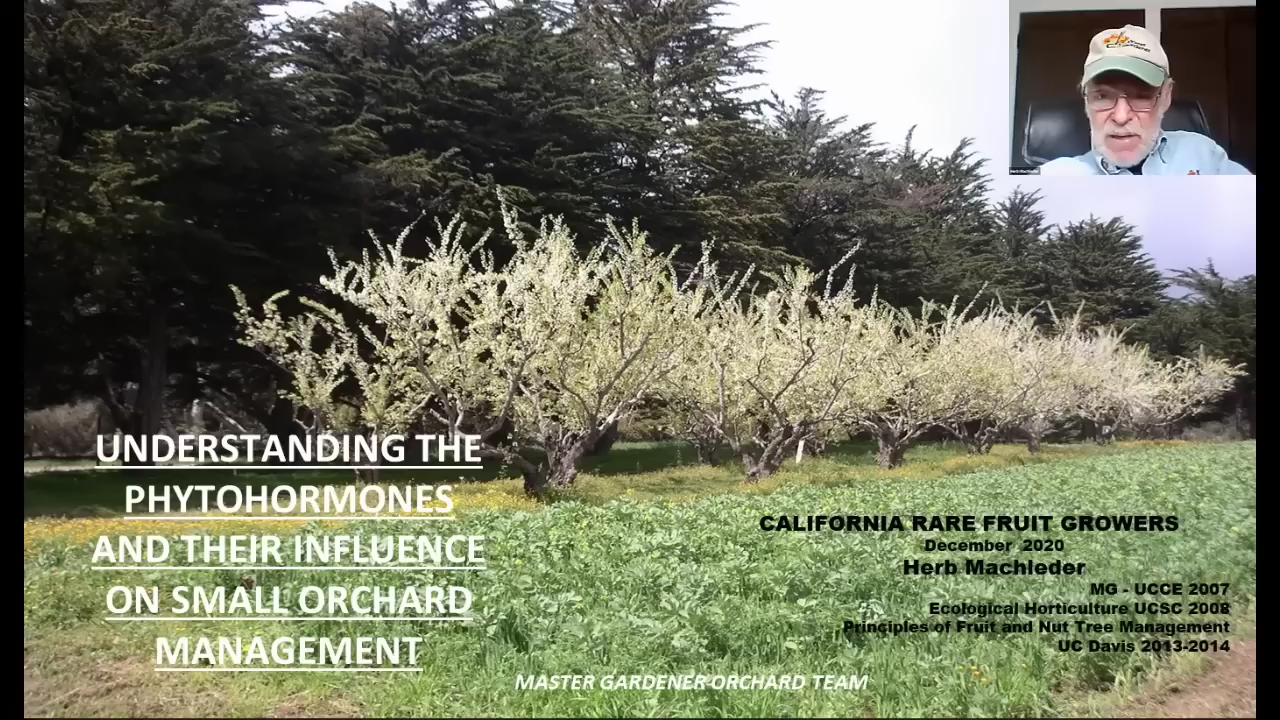 UNDERSTANDING THE
PHYTOHORMONES
AND THEIR INFLUENCE
ON SMALL ORCHARD
MANAGEMENT
CALIFORNIA RARE FRUIT GROWERS
December 2020
Herb Machleder
MG - UCCE 2007
Ecological Horticulture UCSC 2008
Principles of Fruit and Nut Tree Management
UC Davis 2013-2014
MASTER GARDENER ORCHARD TEAM
Herb Machleder